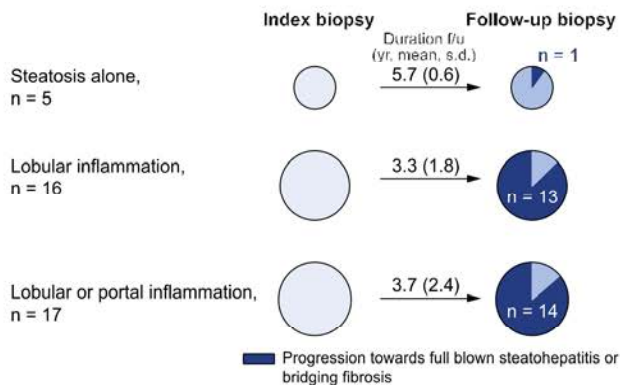 Index biopsy
Follow-up biopsy
Duration f/u
(yr, mean, s.d.)
n = 1
Steatosis alone,
n = 5
5.7 (0.6)
Lobular inflammation,
n = 16
3.3 (1.8)
n = 13
Lobular or portal inflammation,
n = 17
3.7 (2.4)
n = 14
Progression towards full blown steatohepatitis or
bridging fibrosis